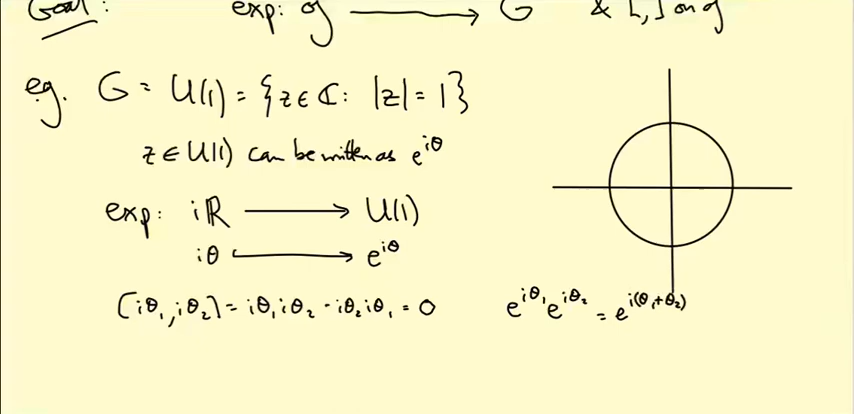 Goal: exp: 𝔤 ⟶ G & [,] on 𝔤
e.g. G = U(1) = {z ∈ ℂ: |z| = 1}
z ∈ U(1) can be written as e^{iθ}
exp: iℝ ⟶ U(1)
iθ ⟼ e^{iθ}
[iθ₁, iθ₂] = iθ₁iθ₂ - iθ₂iθ₁ = 0
e^{iθ₁}e^{iθ₂} = e^{i(θ₁+θ₂)}